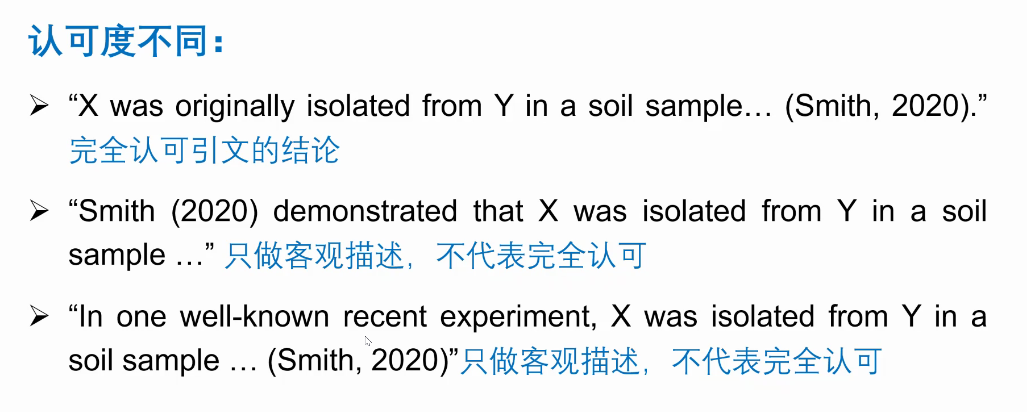 认可度不同：
➢ “X was originally isolated from Y in a soil sample… (Smith, 2020).”
完全认可引文的结论
➢ “Smith (2020) demonstrated that X was isolated from Y in a soil
sample …” 只做客观描述，不代表完全认可
➢ “In one well-known recent experiment, X was isolated from Y in a
soil sample … (Smith, 2020)”只做客观描述，不代表完全认可